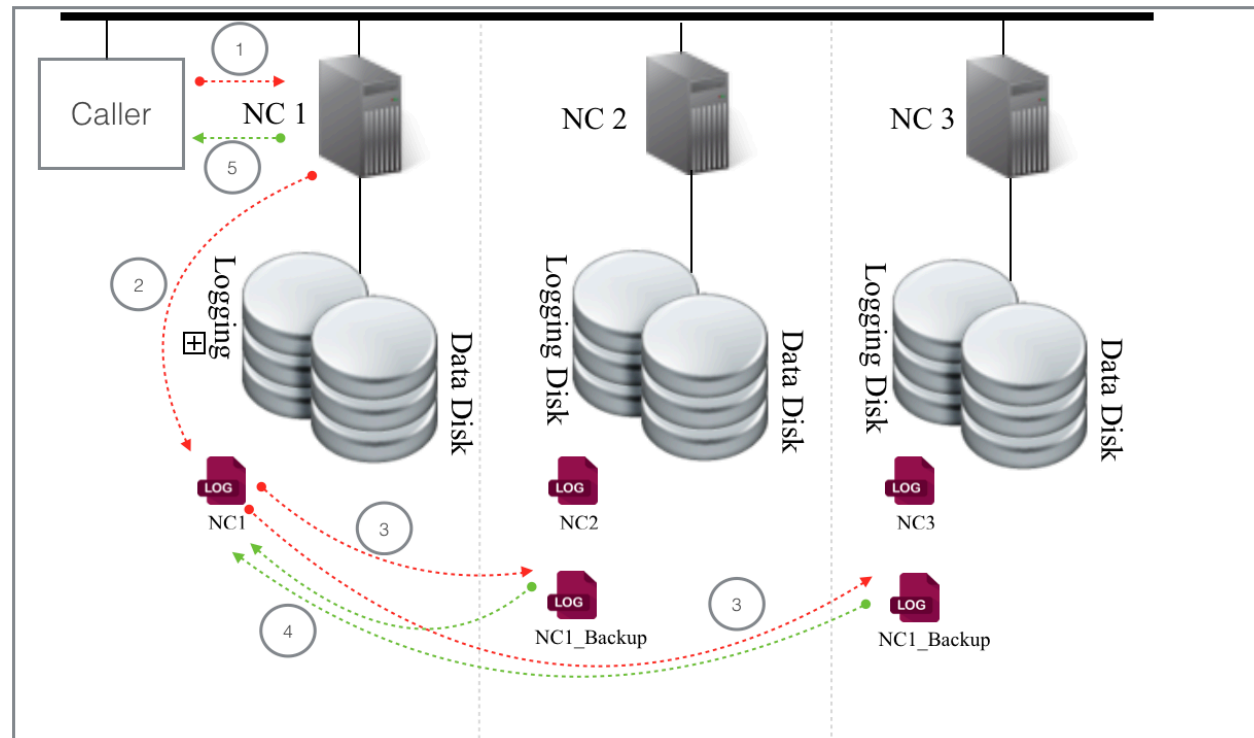 1
Caller
NC 1
NC 2
NC 3
5
2
Logging
Data Disk
Logging Disk
Data Disk
Logging Disk
Data Disk
LOG
NC1
LOG
NC2
LOG
NC3
3
LOG
NC1_Backup
3
LOG
NC1_Backup
4